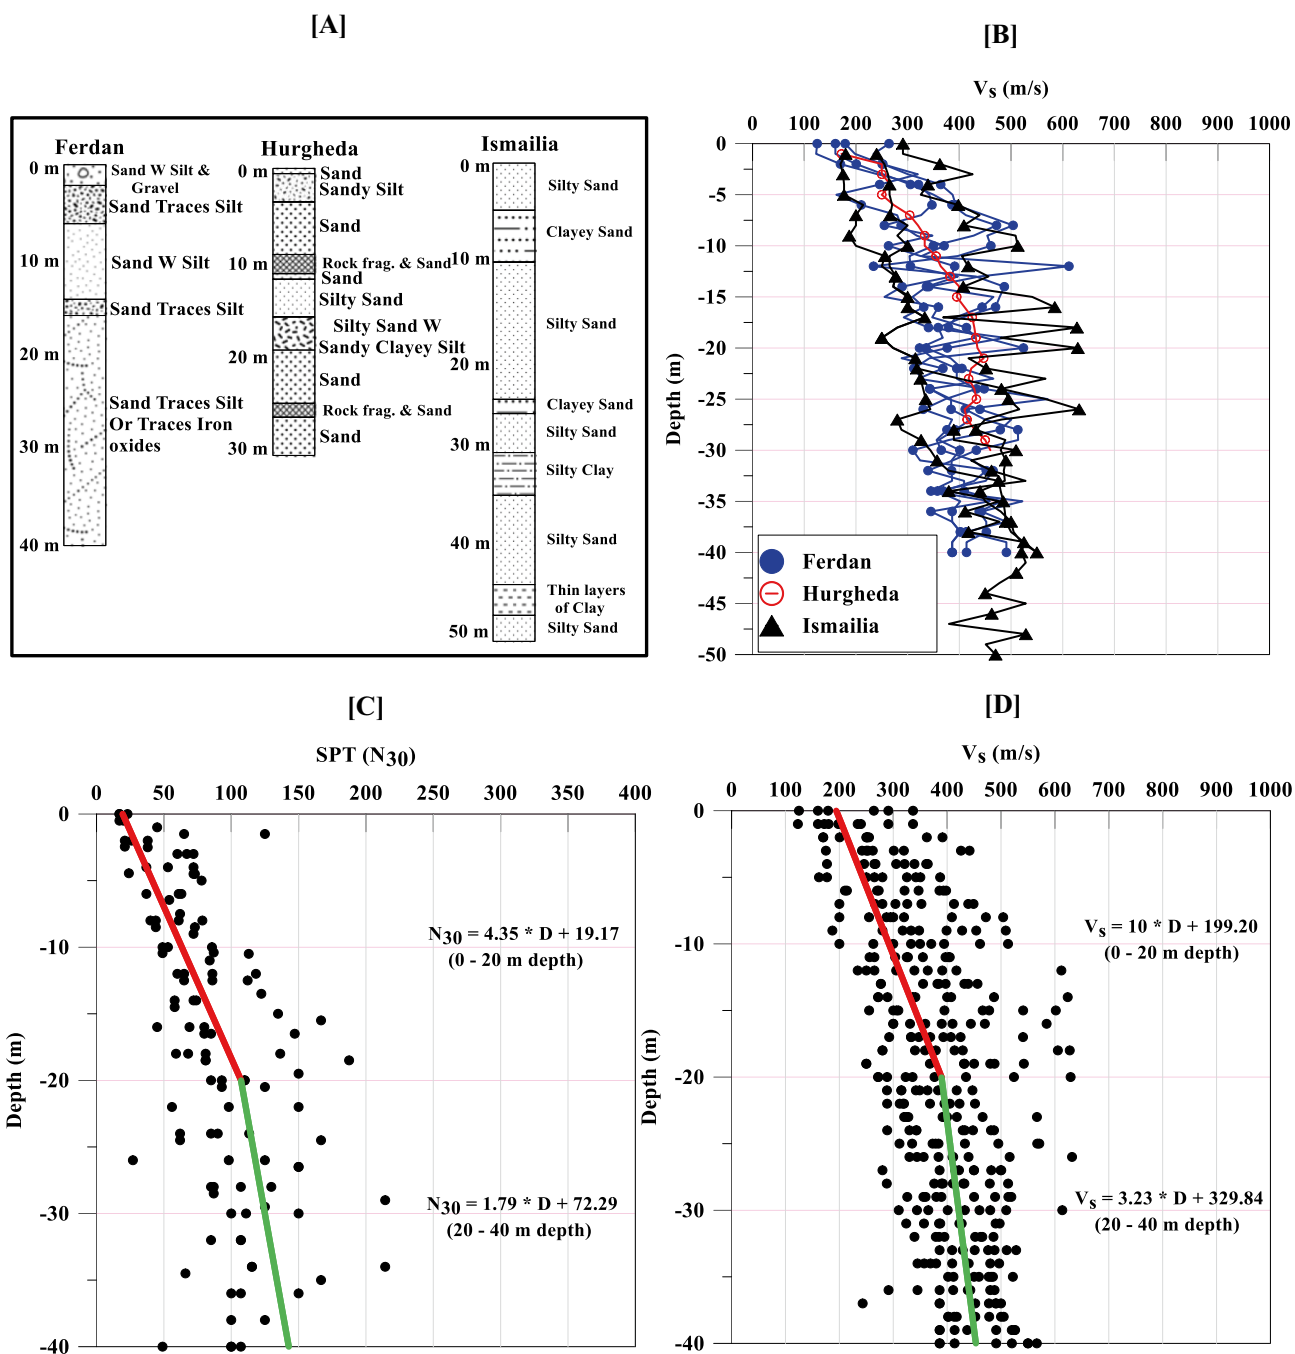 [A]
Ferdan
0 m
Sand W Silt &
Gravel
Sand Traces Silt
10 m
Sand W Silt
Sand Traces Silt
20 m
Sand Traces Silt
Or Traces Iron
oxides
30 m
40 m
Hurgheda
0 m
Sand
Sandy Silt
Sand
10 m
Rock frag. & Sand
Sand
Silty Sand
Silty Sand W
Sandy Clayey Silt
20 m
Sand
Rock frag. & Sand
Sand
30 m
Ismailia
0 m
Silty Sand
Clayey Sand
10 m
Silty Sand
20 m
Clayey Sand
Silty Sand
30 m
Silty Clay
Silty Sand
40 m
Thin layers
of Clay
Silty Sand
50 m
[B]
Vs (m/s)
0 100 200 300 400 500 600 700 800 900 1000
0
-5
-10
-15
-20
-25
-30
-35
-40
-45
-50
Depth (m)
Ferdan
Hurgheda
Ismailia
[C]
SPT (N30)
0 50 100 150 200 250 300 350 400
0
-10
-20
-30
-40
Depth (m)
N30 = 4.35 * D + 19.17
(0 - 20 m depth)
N30 = 1.79 * D + 72.29
(20 - 40 m depth)
[D]
Vs (m/s)
0 100 200 300 400 500 600 700 800 900 1000
0
-10
-20
-30
-40
Depth (m)
Vs = 10 * D + 199.20
(0 - 20 m depth)
Vs = 3.23 * D + 329.84
(20 - 40 m depth)